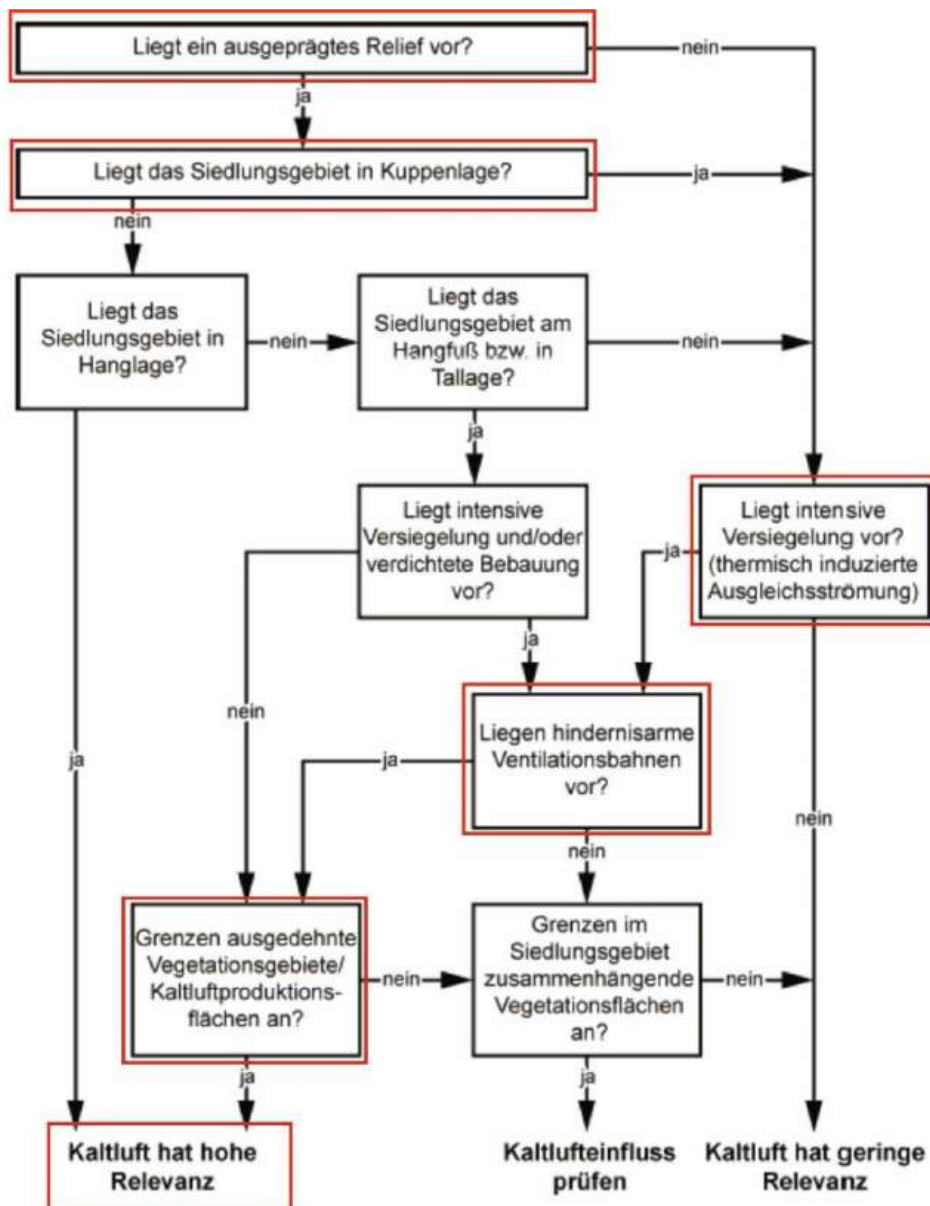 Liegt ein ausgeprägtes Relief vor?
nein
ja
Liegt das Siedlungsgebiet in Kuppenlage?
ja
nein
Liegt das
Siedlungsgebiet in
Hanglage?
nein
Liegt das
Siedlungsgebiet am
Hangfuß bzw. in
Tallage?
nein
ja
Liegt intensive
Versiegelung und/oder
verdichtete Bebauung
vor?
ja
Liegt intensive
Versiegelung vor?
(thermisch induzierte
Ausgleichsströmung)
ja
nein
ja
Liegen hindernisarme
Ventilationsbahnen
vor?
ja
nein
nein
Grenzen ausgedehnte
Vegetationsgebiete/
Kaltluftproduktions-
flächen an?
nein
Grenzen im
Siedlungsgebiet
zusammenhängende
Vegetationsflächen
an?
nein
ja
ja
Kaltluft hat hohe
Relevanz
Kaltlufteinfluss
prüfen
Kaltluft hat geringe
Relevanz